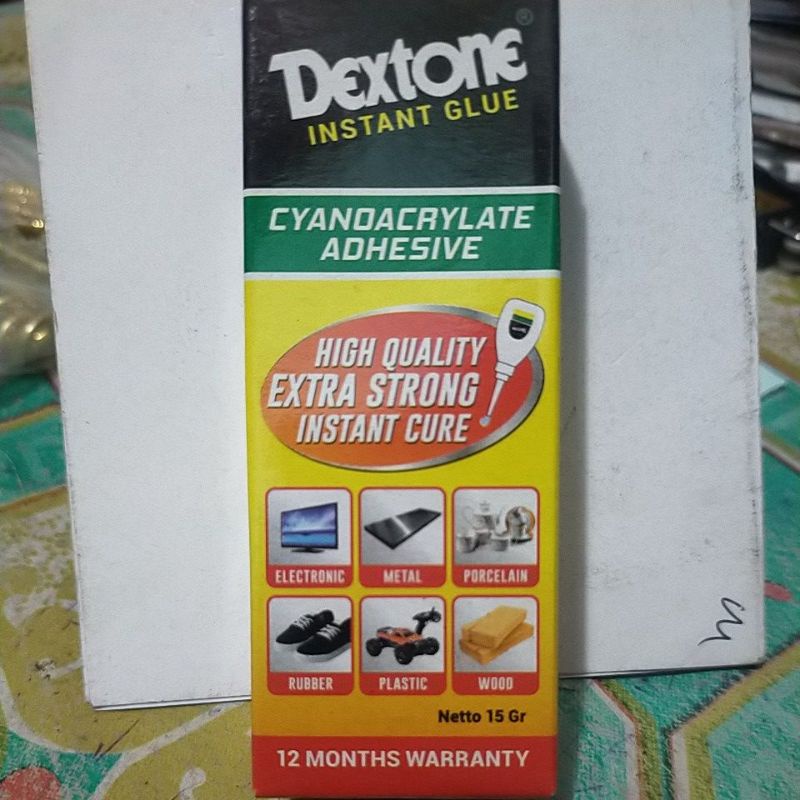 Dextone®
INSTANT GLUE
CYANOACRYLATE
ADHESIVE
HIGH QUALITY
EXTRA STRONG
INSTANT CURE
ELECTRONIC
METAL
PORCELAIN
RUBBER
PLASTIC
WOOD
Netto 15 Gr
12 MONTHS WARRANTY